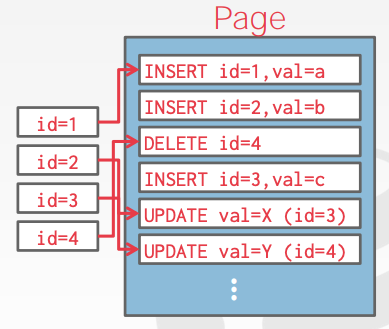 Page
INSERT id=1,val=a
INSERT id=2,val=b
DELETE id=4
INSERT id=3,val=c
UPDATE val=X (id=3)
UPDATE val=Y (id=4)
id=1
id=2
id=3
id=4